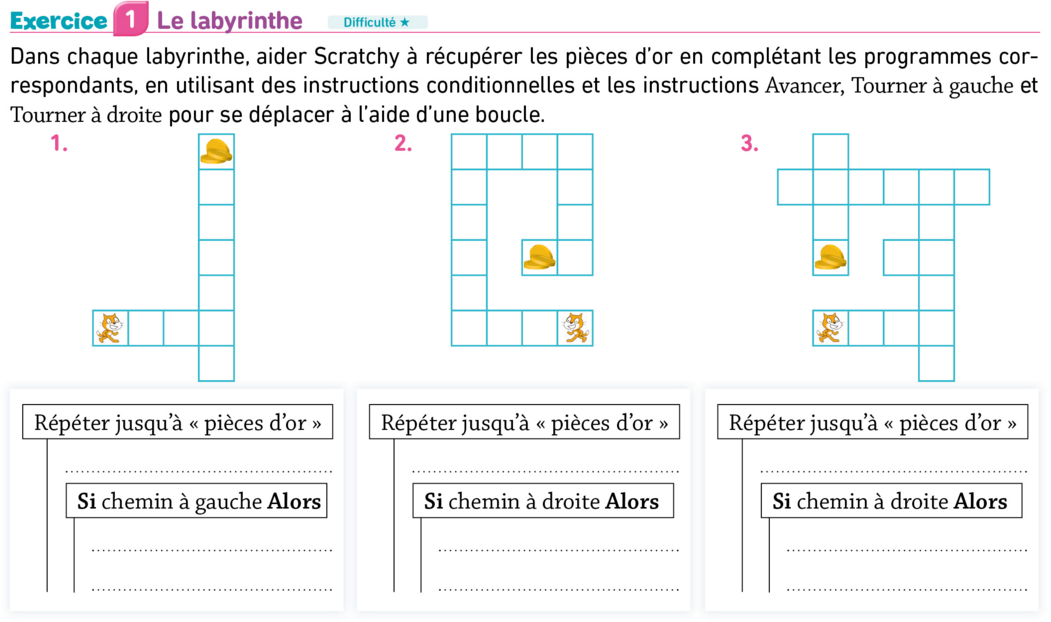 Exercice 1 Le labyrinthe Difficulté ★
Dans chaque labyrinthe, aider Scratchy à récupérer les pièces d’or en complétant les programmes cor-
respondants, en utilisant des instructions conditionnelles et les instructions Avancer, Tourner à gauche et
Tourner à droite pour se déplacer à l’aide d’une boucle.
1.
2.
3.
Répéter jusqu’à « pièces d’or »
Si chemin à gauche Alors
Répéter jusqu’à « pièces d’or »
Si chemin à droite Alors
Répéter jusqu’à « pièces d’or »
Si chemin à droite Alors